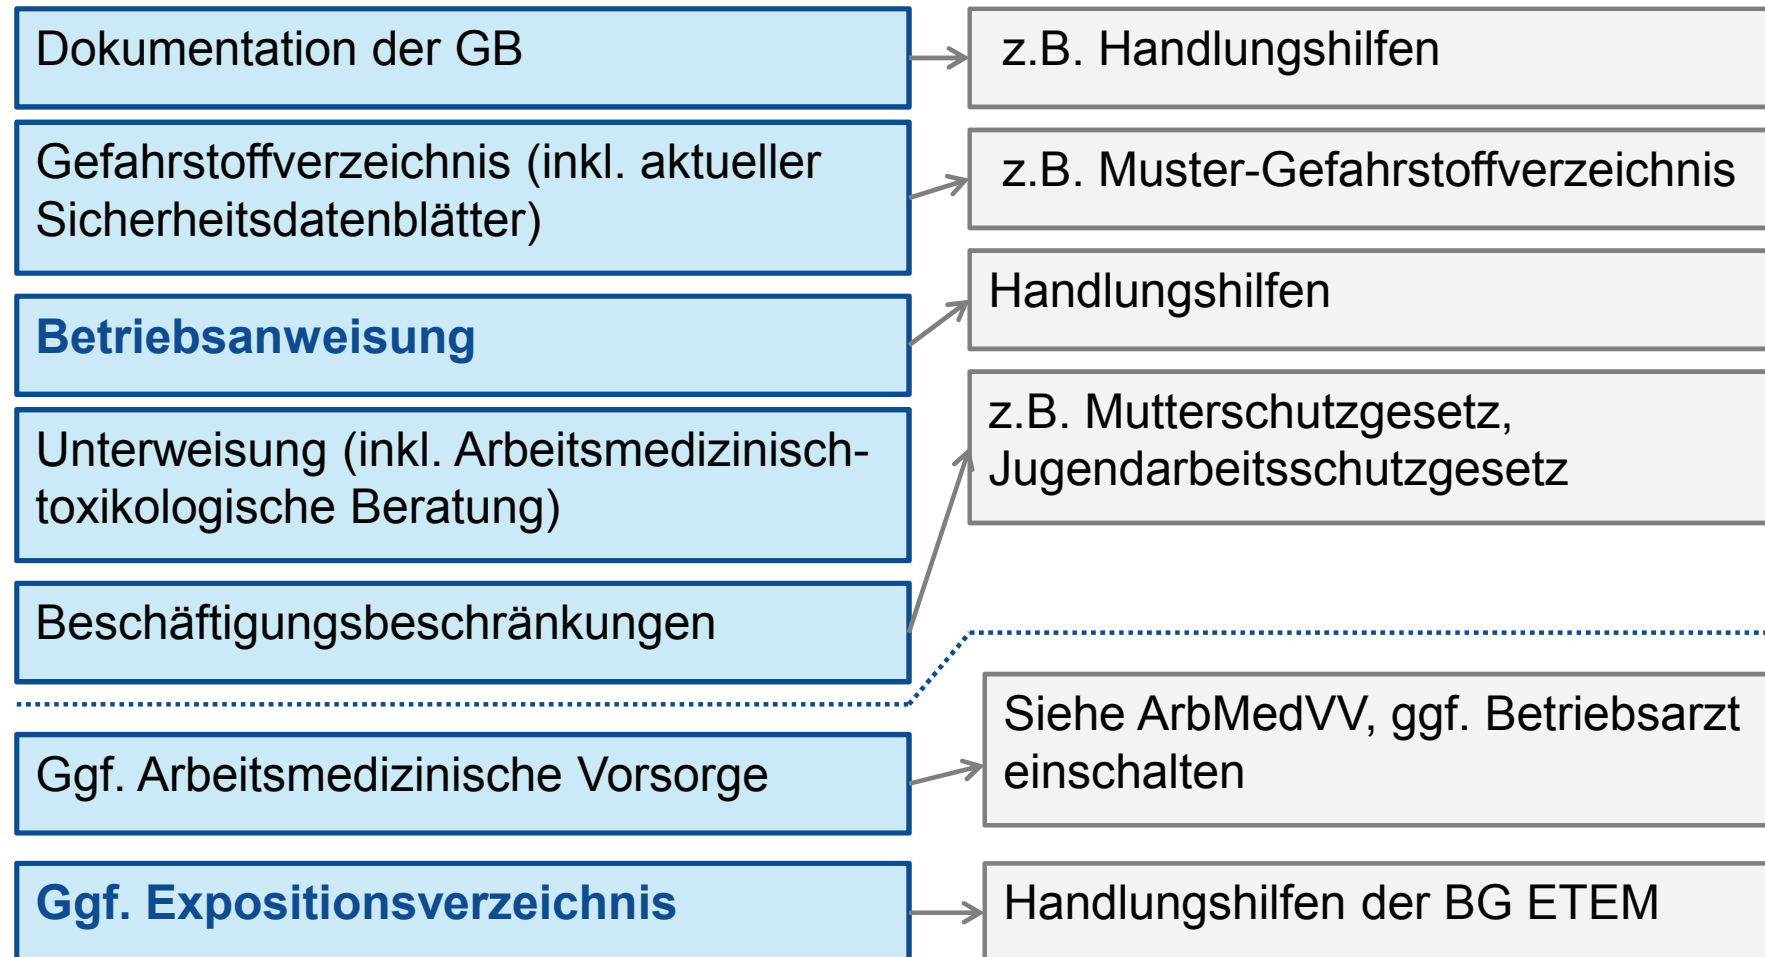 Dokumentation der GB
z.B. Handlungshilfen
Gefahrstoffverzeichnis (inkl. aktueller
Sicherheitsdatenblätter)
z.B. Muster-Gefahrstoffverzeichnis
Betriebsanweisung
Handlungshilfen
Unterweisung (inkl. Arbeitsmedizinisch-
toxikologische Beratung)
Beschäftigungsbeschränkungen
z.B. Mutterschutzgesetz,
Jugendarbeitsschutzgesetz
Ggf. Arbeitsmedizinische Vorsorge
Siehe ArbMedVV, ggf. Betriebsarzt
einschalten
Ggf. Expositionsverzeichnis
Handlungshilfen der BG ETEM